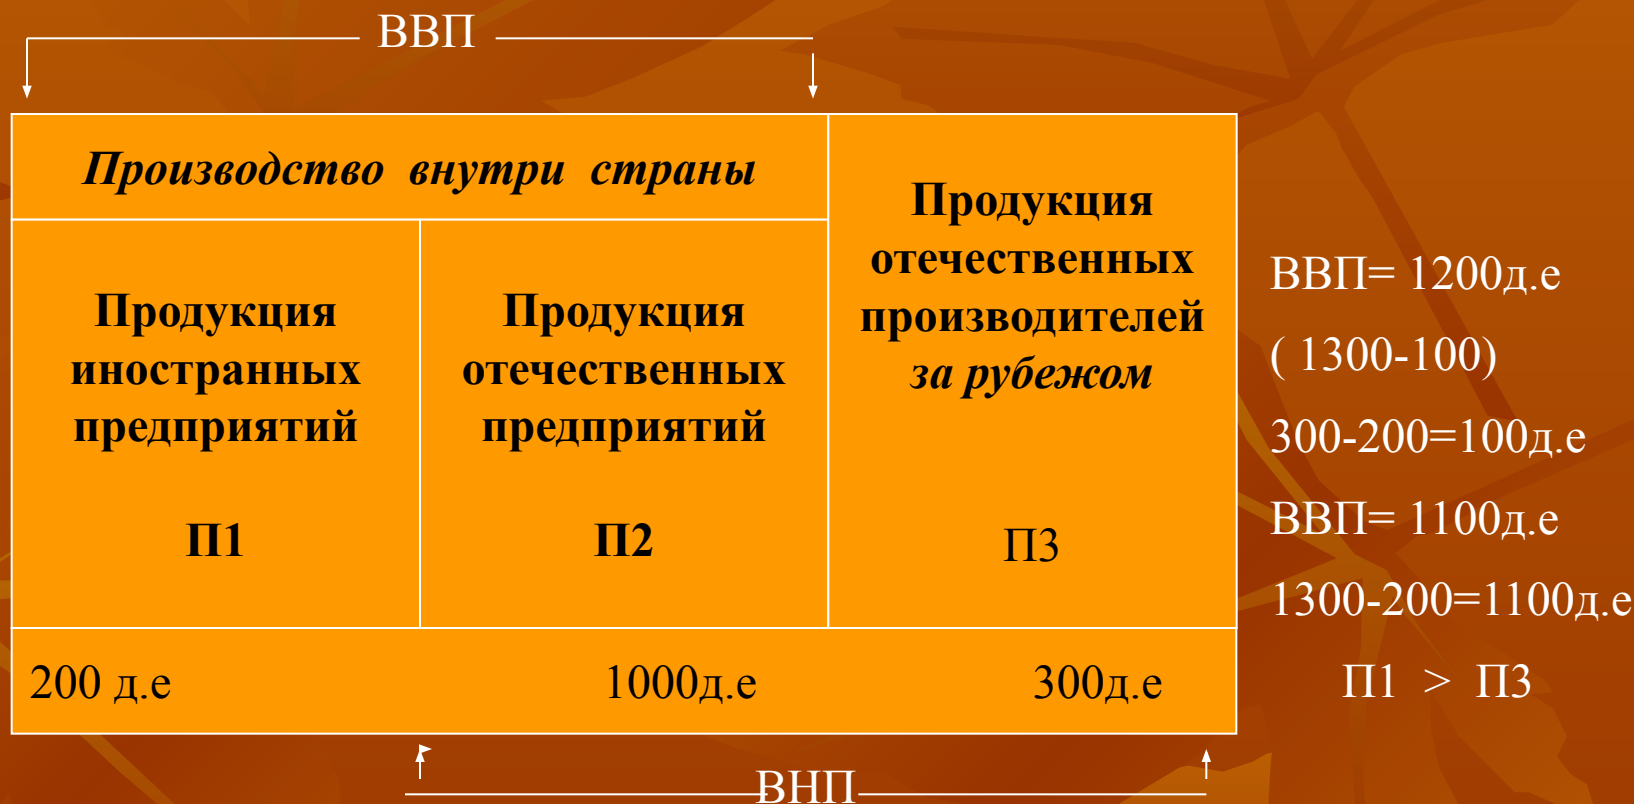 ВВП
Производство внутри страны
Продукция
иностранных
предприятий
П1
Продукция
отечественных
предприятий
П2
Продукция
отечественных
производителей
за рубежом
П3
200 д.е
1000д.е
300д.е
ВНП
ВВП= 1200д.е
( 1300-100)
300-200=100д.е
ВВП= 1100д.е
1300-200=1100д.е
П1 > П3